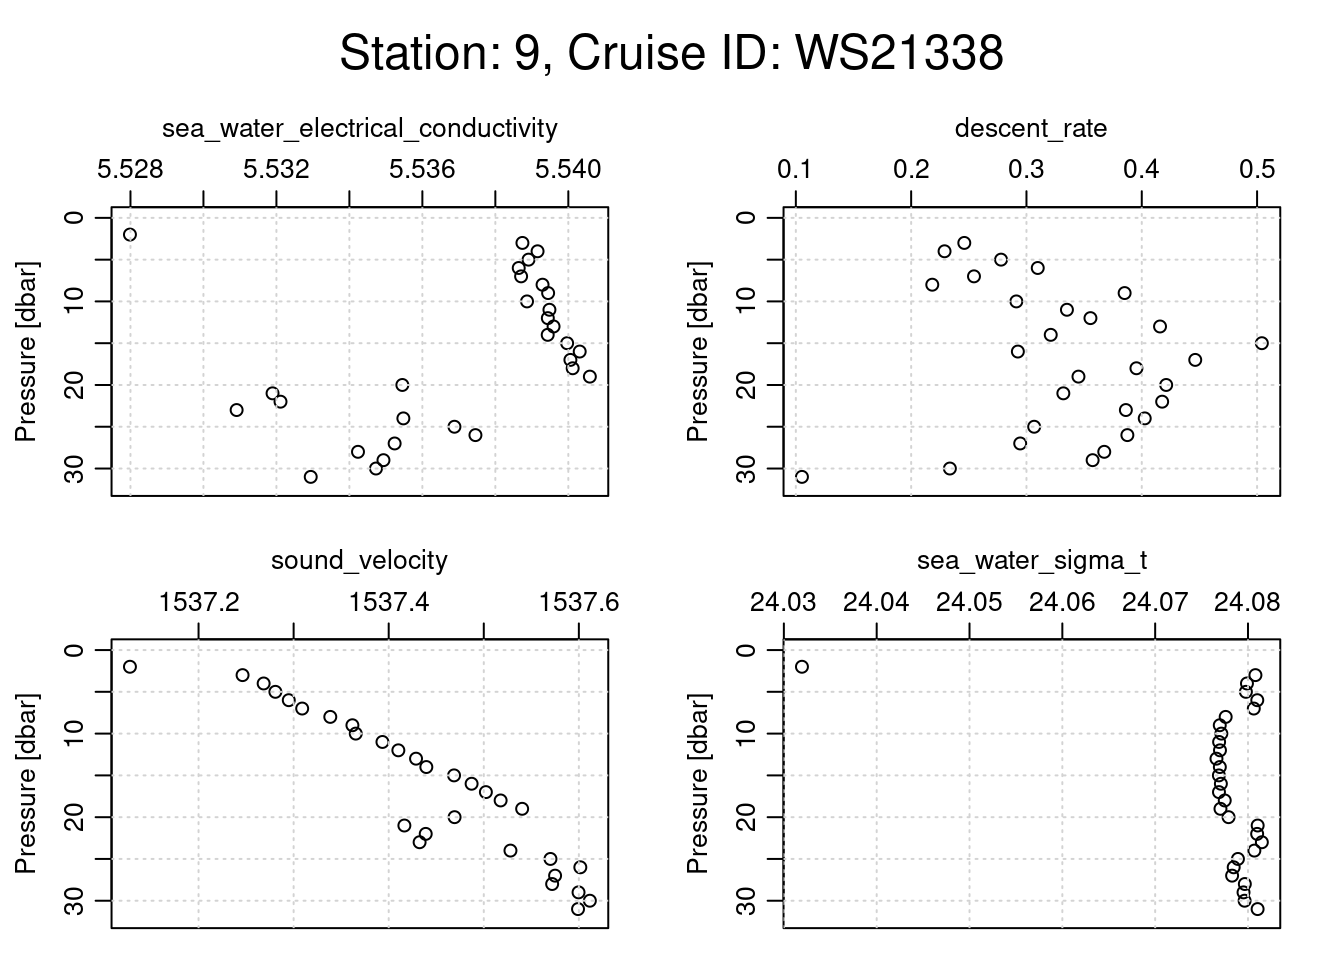 Station: 9, Cruise ID: WS21338
sea_water_electrical_conductivity
5.528 5.532 5.536 5.540
Pressure [dbar]
0 10 20 30
descent_rate
0.1 0.2 0.3 0.4 0.5
Pressure [dbar]
0 10 20 30
sound_velocity
1537.2 1537.4 1537.6
Pressure [dbar]
0 10 20 30
sea_water_sigma_t
24.03 24.04 24.05 24.06 24.07 24.08
Pressure [dbar]
0 10 20 30